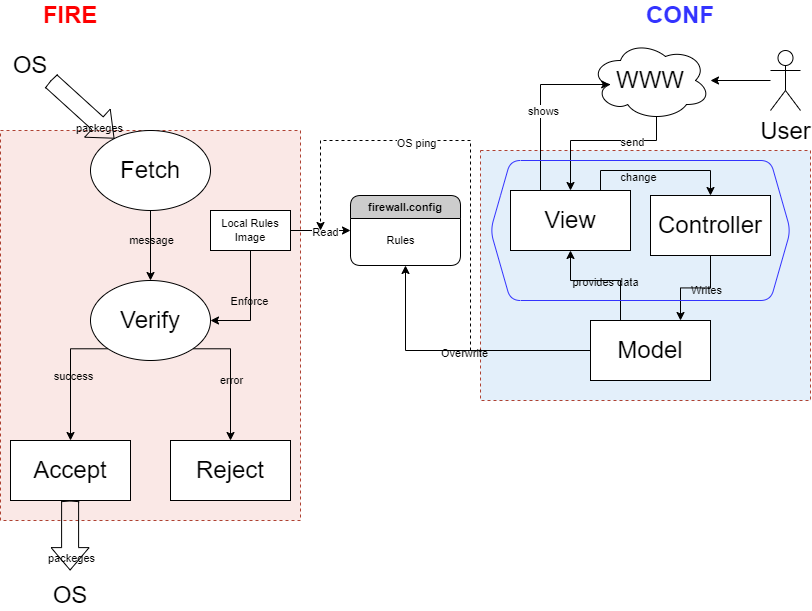 FIRE
CONF
OS
WWW
packeges
shows
User
Fetch
OS ping
send
change
firewall.config
Local Rules
Image
View
Controller
Read
Rules
message
provides data
Writes
Enforce
Verify
Model
Overwrite
success
error
Accept
Reject
packeges
OS